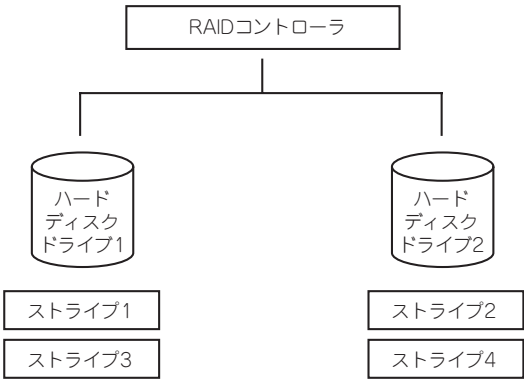 RAIDコントローラ
ハード
ディスク
ドライブ1
ハード
ディスク
ドライブ2
ストライプ1
ストライプ2
ストライプ3
ストライプ4